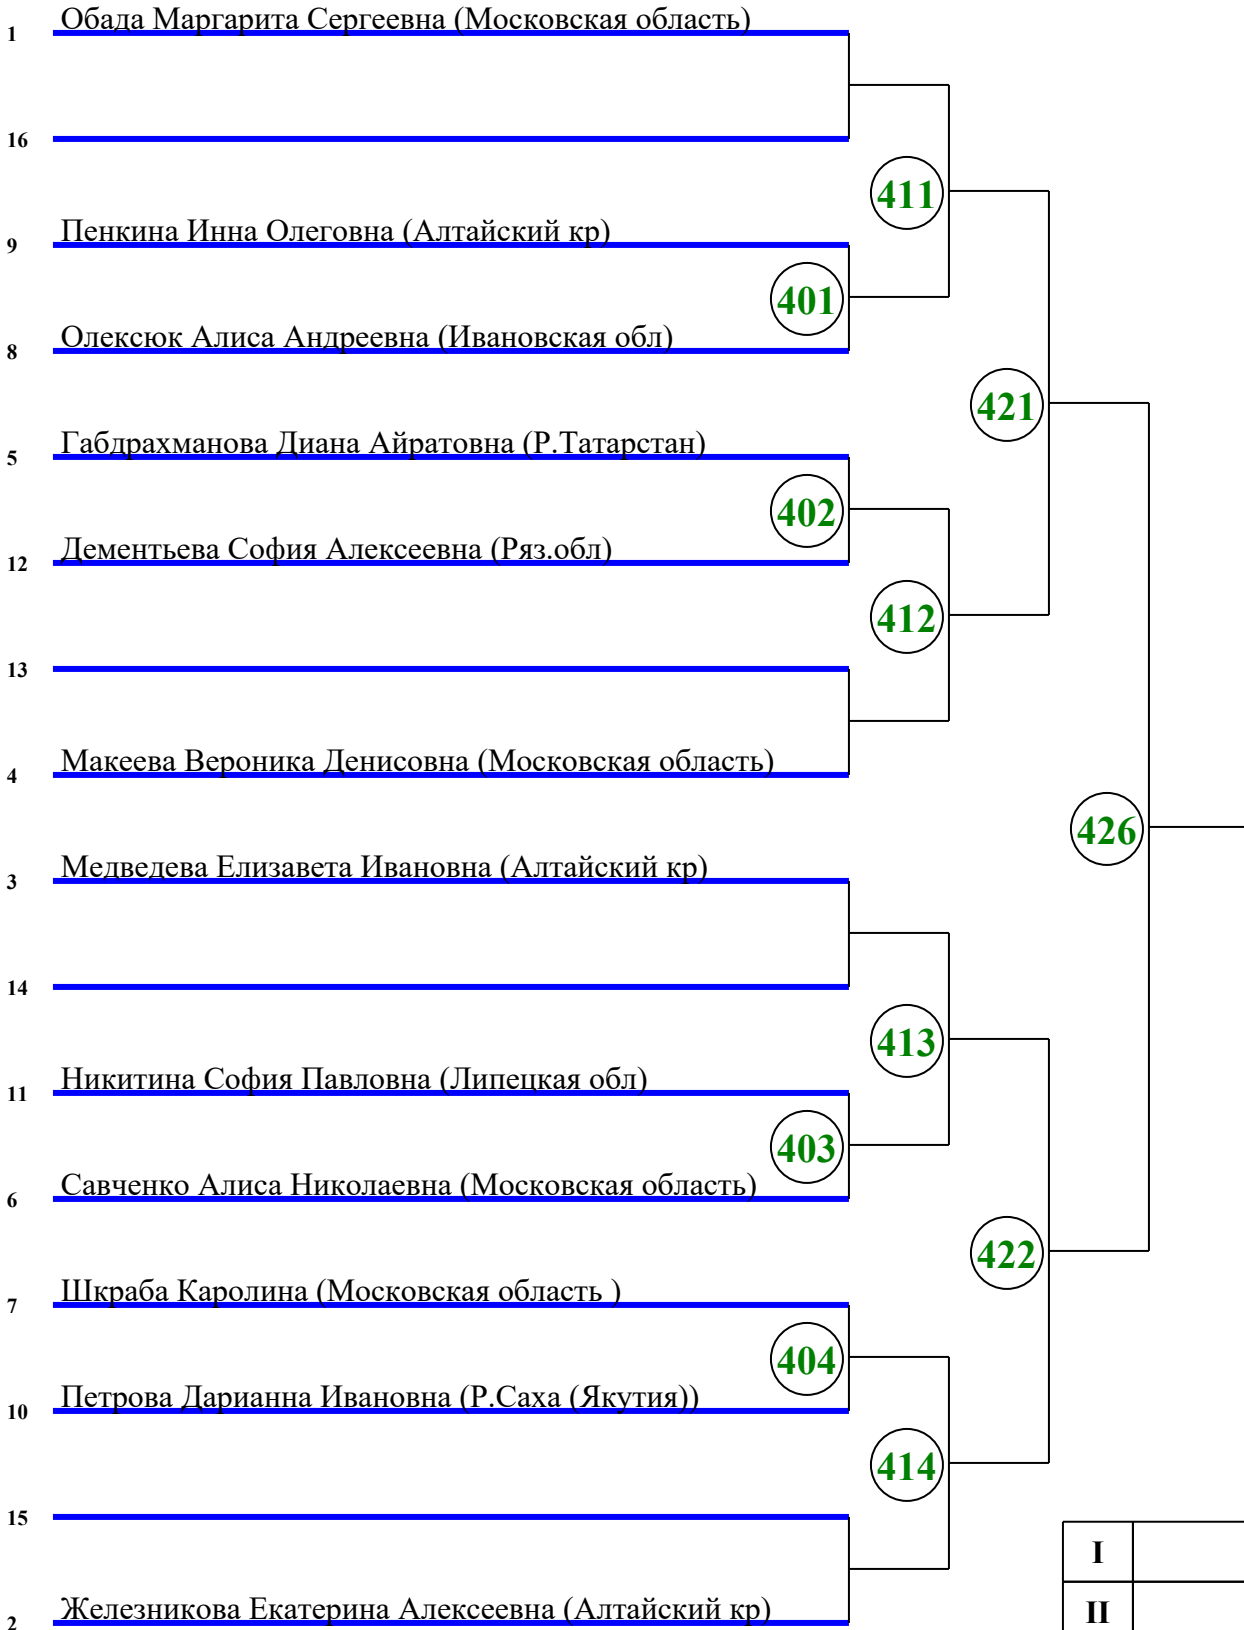 1 Обада Маргарита Сергеевна (Московская область)
16
411
9 Пенкина Инна Олеговна (Алтайский кр)
401
8 Олексюк Алиса Андреевна (Ивановская обл)
421
5 Габдрахманова Диана Айратовна (Р.Татарстан)
402
12 Дементьева София Алексеевна (Ряз.обл)
412
13
4 Макеева Вероника Денисовна (Московская область)
426
3 Медведева Елизавета Ивановна (Алтайский кр)
14
413
11 Никитина София Павловна (Липецкая обл)
403
6 Савченко Алиса Николаевна (Московская область)
422
7 Шкраба Каролина (Московская область )
404
10 Петрова Дарианна Ивановна (Р.Саха (Якутия))
414
15
I
2 Железникова Екатерина Алексеевна (Алтайский кр)
II